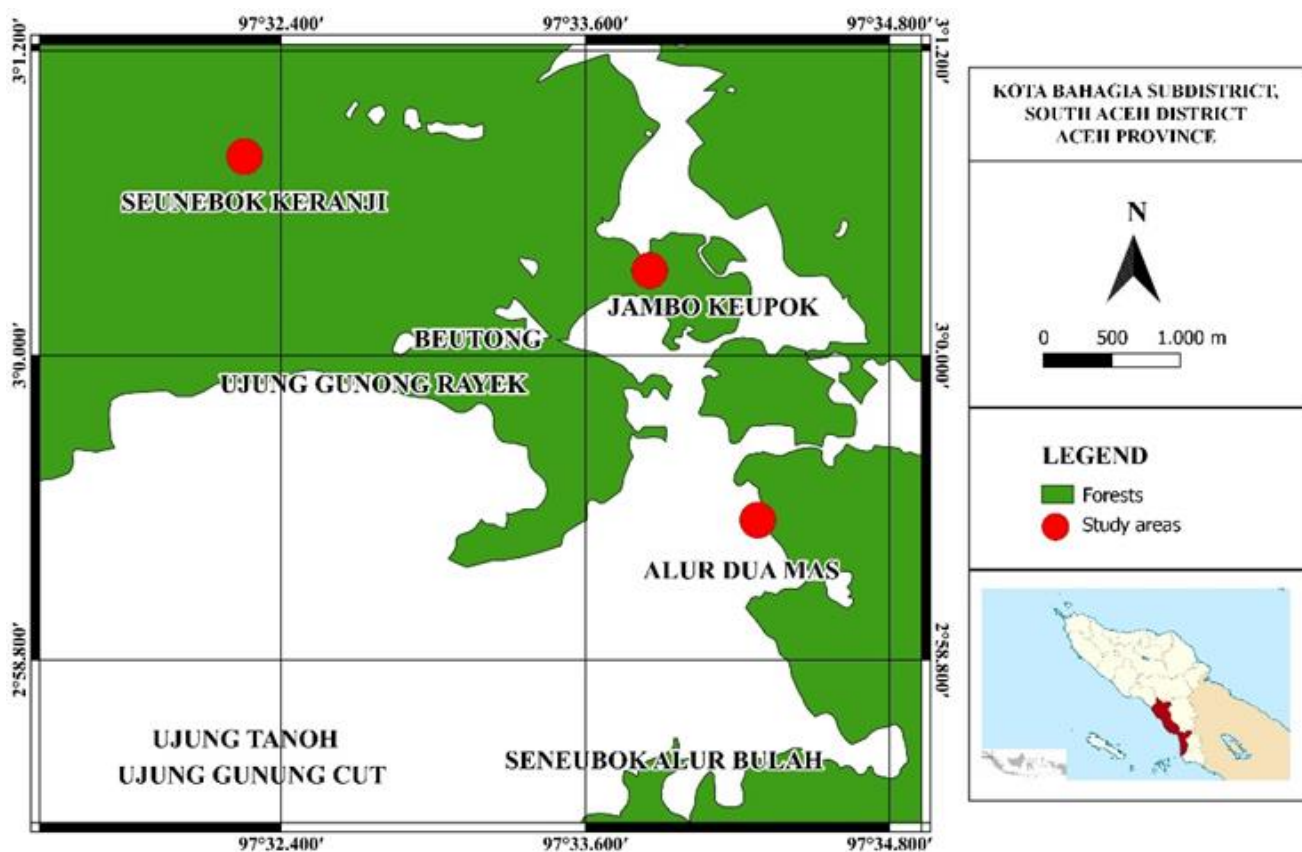 97°32.400′ 97°33.600′ 97°34.800′
3°1.200′ 3°1.200′
SEUNEBOK KERANJI
JAMBO KEUPOK
BEUTONG
3°0.000′ 3°0.000′
UJUNG GUNONG RAYEK
ALUR DUA MAS
2°58.800′ 2°58.800′
UJUNG TANOH
UJUNG GUNUNG CUT
SENEUBOK ALUR BULAH
97°32.400′ 97°33.600′ 97°34.800′
KOTA BAHAGIA SUBDISTRICT,
SOUTH ACEH DISTRICT
ACEH PROVINCE
N
0 500 1.000 m
LEGEND
Forests
Study areas